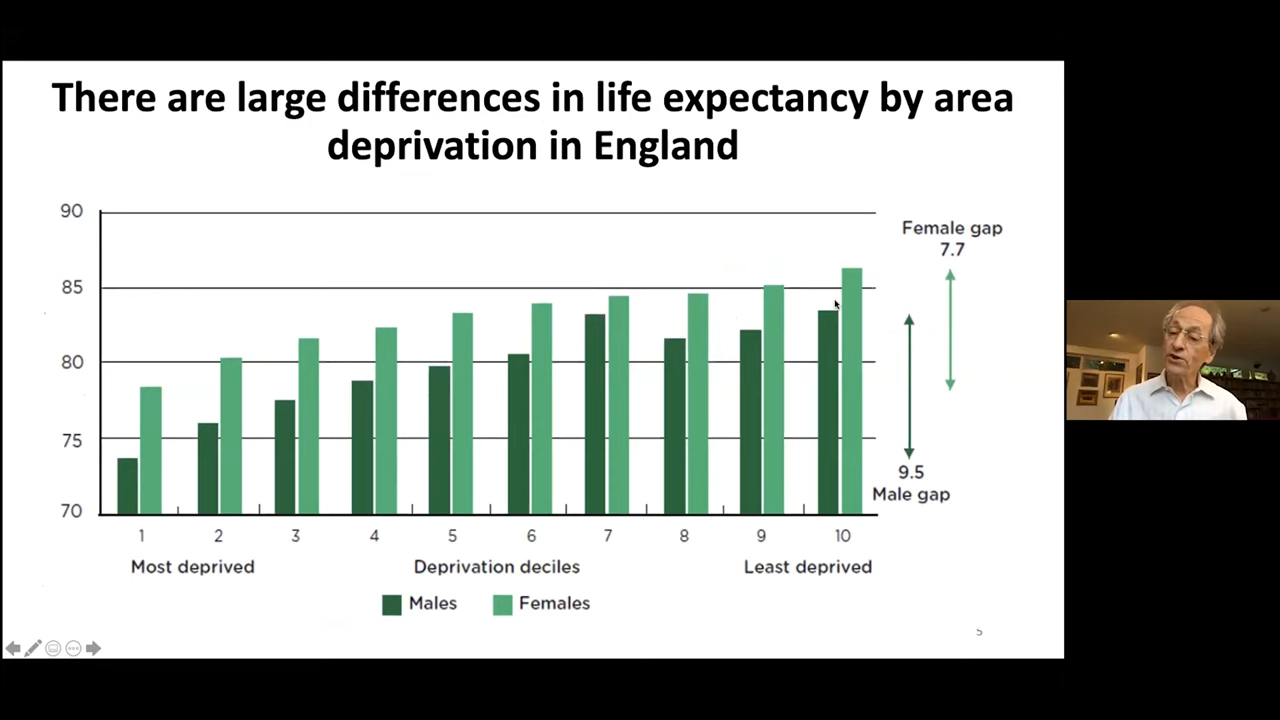 There are large differences in life expectancy by area
deprivation in England
90
85
80
75
70
Female gap
7.7
9.5
Male gap
1 2 3 4 5 6 7 8 9 10
Most deprived Deprivation deciles Least deprived
Males Females
5